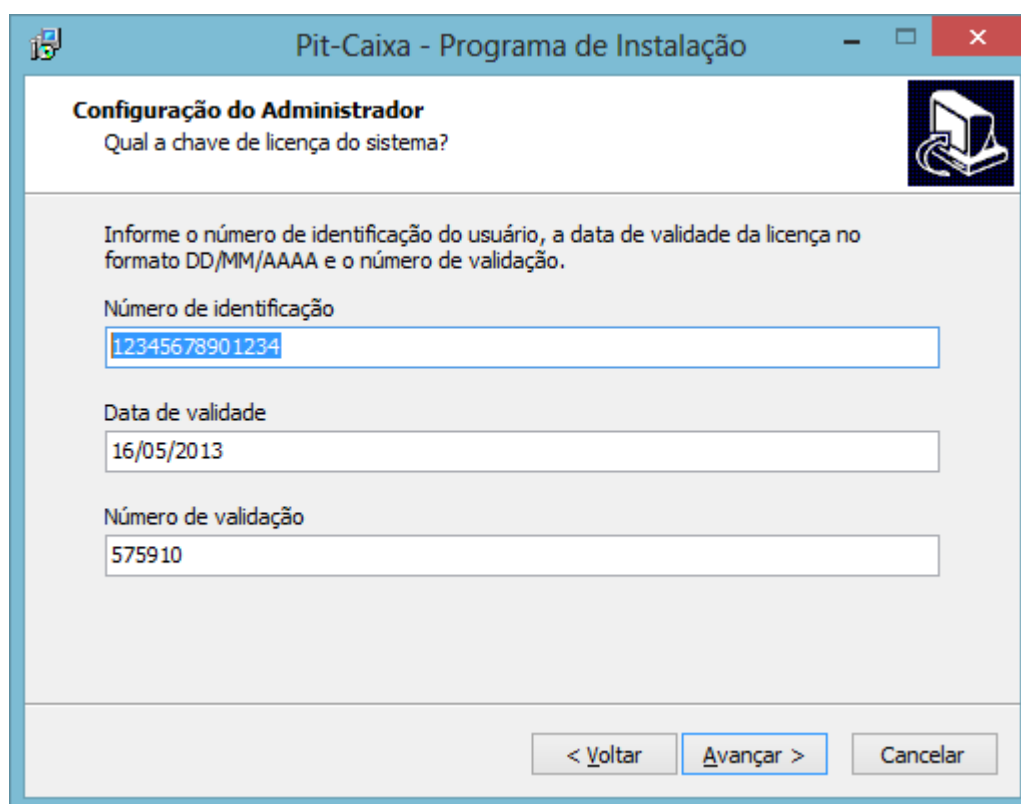 Pit-Caixa - Programa de Instalação
Configuração do Administrador
Qual a chave de licença do sistema?
Informe o número de identificação do usuário, a data de validade da licença no
formato DD/MM/AAAA e o número de validação.
Número de identificação
12345678901234
Data de validade
16/05/2013
Número de validação
575910
< Voltar
Avançar >
Cancelar